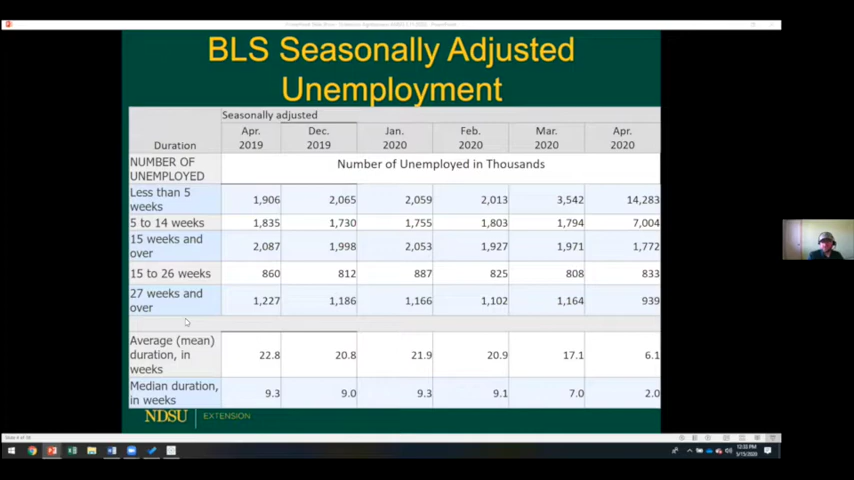 BLS Seasonally Adjusted
Unemployment
Seasonally adjusted
Duration
Apr. 2019
Dec. 2019
Jan. 2020
Feb. 2020
Mar. 2020
Apr. 2020
NUMBER OF UNEMPLOYED
Number of Unemployed in Thousands
Less than 5 weeks 1,906 2,065 2,059 2,013 3,542 14,283
5 to 14 weeks 1,835 1,730 1,755 1,803 1,794 7,004
15 weeks and over 2,087 1,998 2,053 1,927 1,971 1,772
15 to 26 weeks 860 812 887 825 808 833
27 weeks and over 1,227 1,186 1,166 1,102 1,164 939
Average (mean) duration, in weeks 22.8 20.8 21.9 20.9 17.1 6.1
Median duration, in weeks 9.3 9.0 9.3 9.1 7.0 2.0
NDSU EXTENSION
12:33 PM
5/15/2020